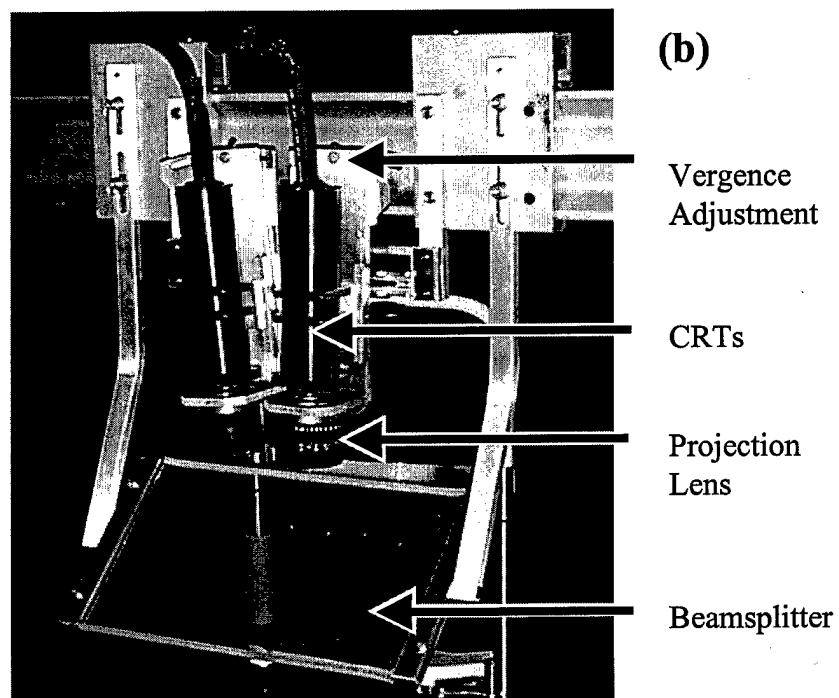 (b)
Vergence
Adjustment
CRTs
Projection
Lens
Beamsplitter